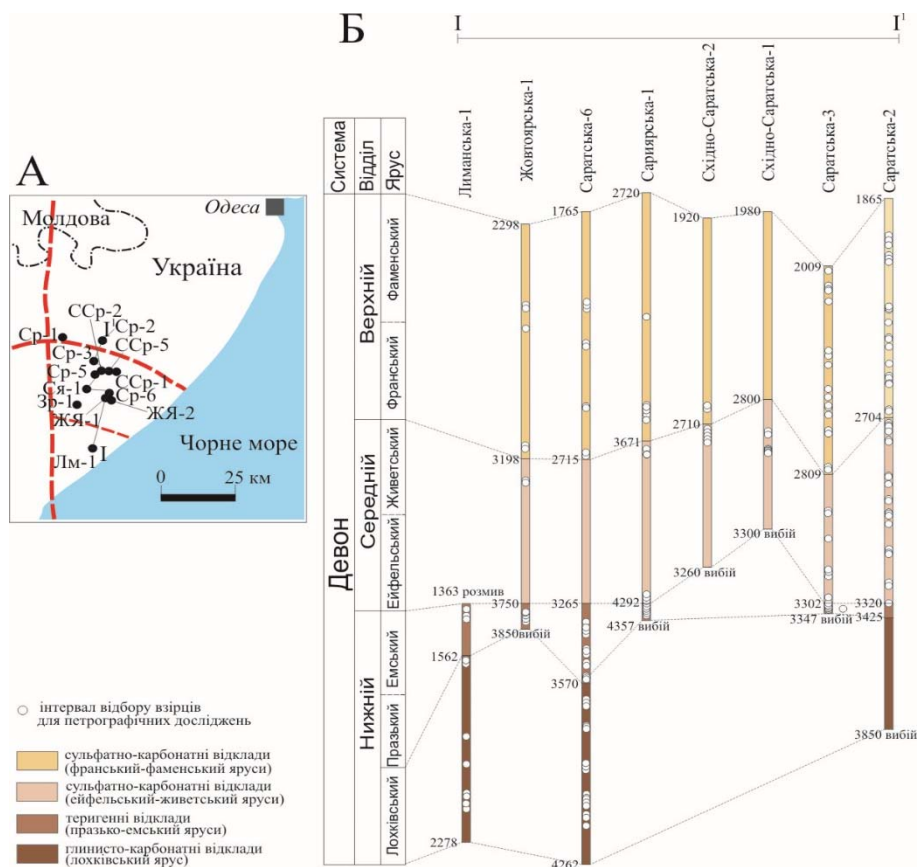 А
Молдова
Одеса
Україна
ССр-2
I¹
Ср-2
Ср-1
ССр-5
Ср-3
Ср-5
ССр-1
Ся-1
Ср-6
Зр-1
ЖЯ-1
ЖЯ-2
Чорне море
Лм-1
I
0 25 км
Б
I I¹
Система
Відділ
Ярус
Лиманська-1
Жовтоярська-1
Саратська-6
Сариярська-1
Східно-Саратська-2
Східно-Саратська-1
Саратська-3
Саратська-2
Девон
Верхній
Середній
Нижній
Фаменський
Франський
Живетський
Ейфельський
Емський
Празький
Лохківський
1363 розмив
1562
2278
2298
3198
3750
3850 вибій
1765
2715
3265
3570
4262
2720
3671
4292
4357 вибій
1920
2710
3260 вибій
1980
2800
3300 вибій
2009
2809
3302
3347 вибій
1865
2704
3320
3425
3850 вибій
інтервал відбору взірців
для петрографічних досліджень
сульфатно-карбонатні відклади
(франський-фаменський яруси)
сульфатно-карбонатні відклади
(ейфельський-живетський яруси)
теригенні відклади
(празько-емський яруси)
глинисто-карбонатні відклади
(лохківський ярус)